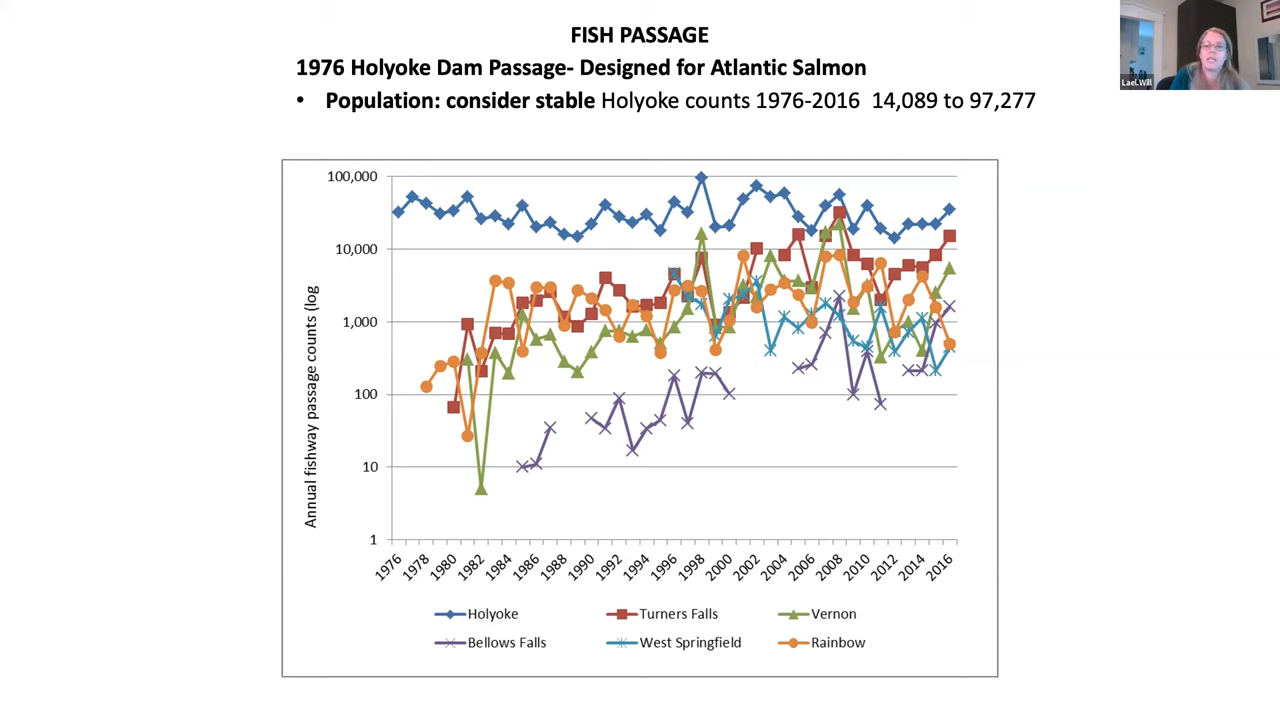 FISH PASSAGE
1976 Holyoke Dam Passage- Designed for Atlantic Salmon
• Population: consider stable Holyoke counts 1976-2016 14,089 to 97,277
Lael.Will
Annual fishway passage counts (log
100,000
10,000
1,000
100
10
1
1976 1978 1980 1982 1984 1986 1988 1990 1992 1994 1996 1998 2000 2002 2004 2006 2008 2010 2012 2014 2016
Holyoke Turners Falls Vernon
Bellows Falls West Springfield Rainbow